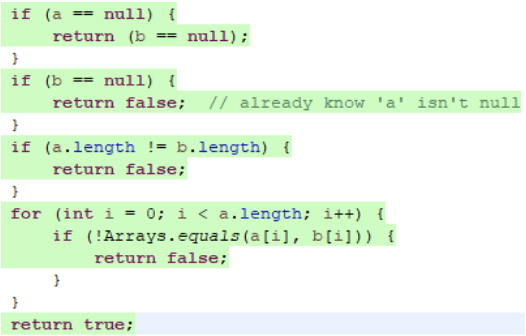 if (a == null) {
    return (b == null);
}
if (b == null) {
    return false;  // already know 'a' isn't null
}
if (a.length != b.length) {
    return false;
}
for (int i = 0; i < a.length; i++) {
    if (!Arrays.equals(a[i], b[i])) {
        return false;
    }
}
return true;